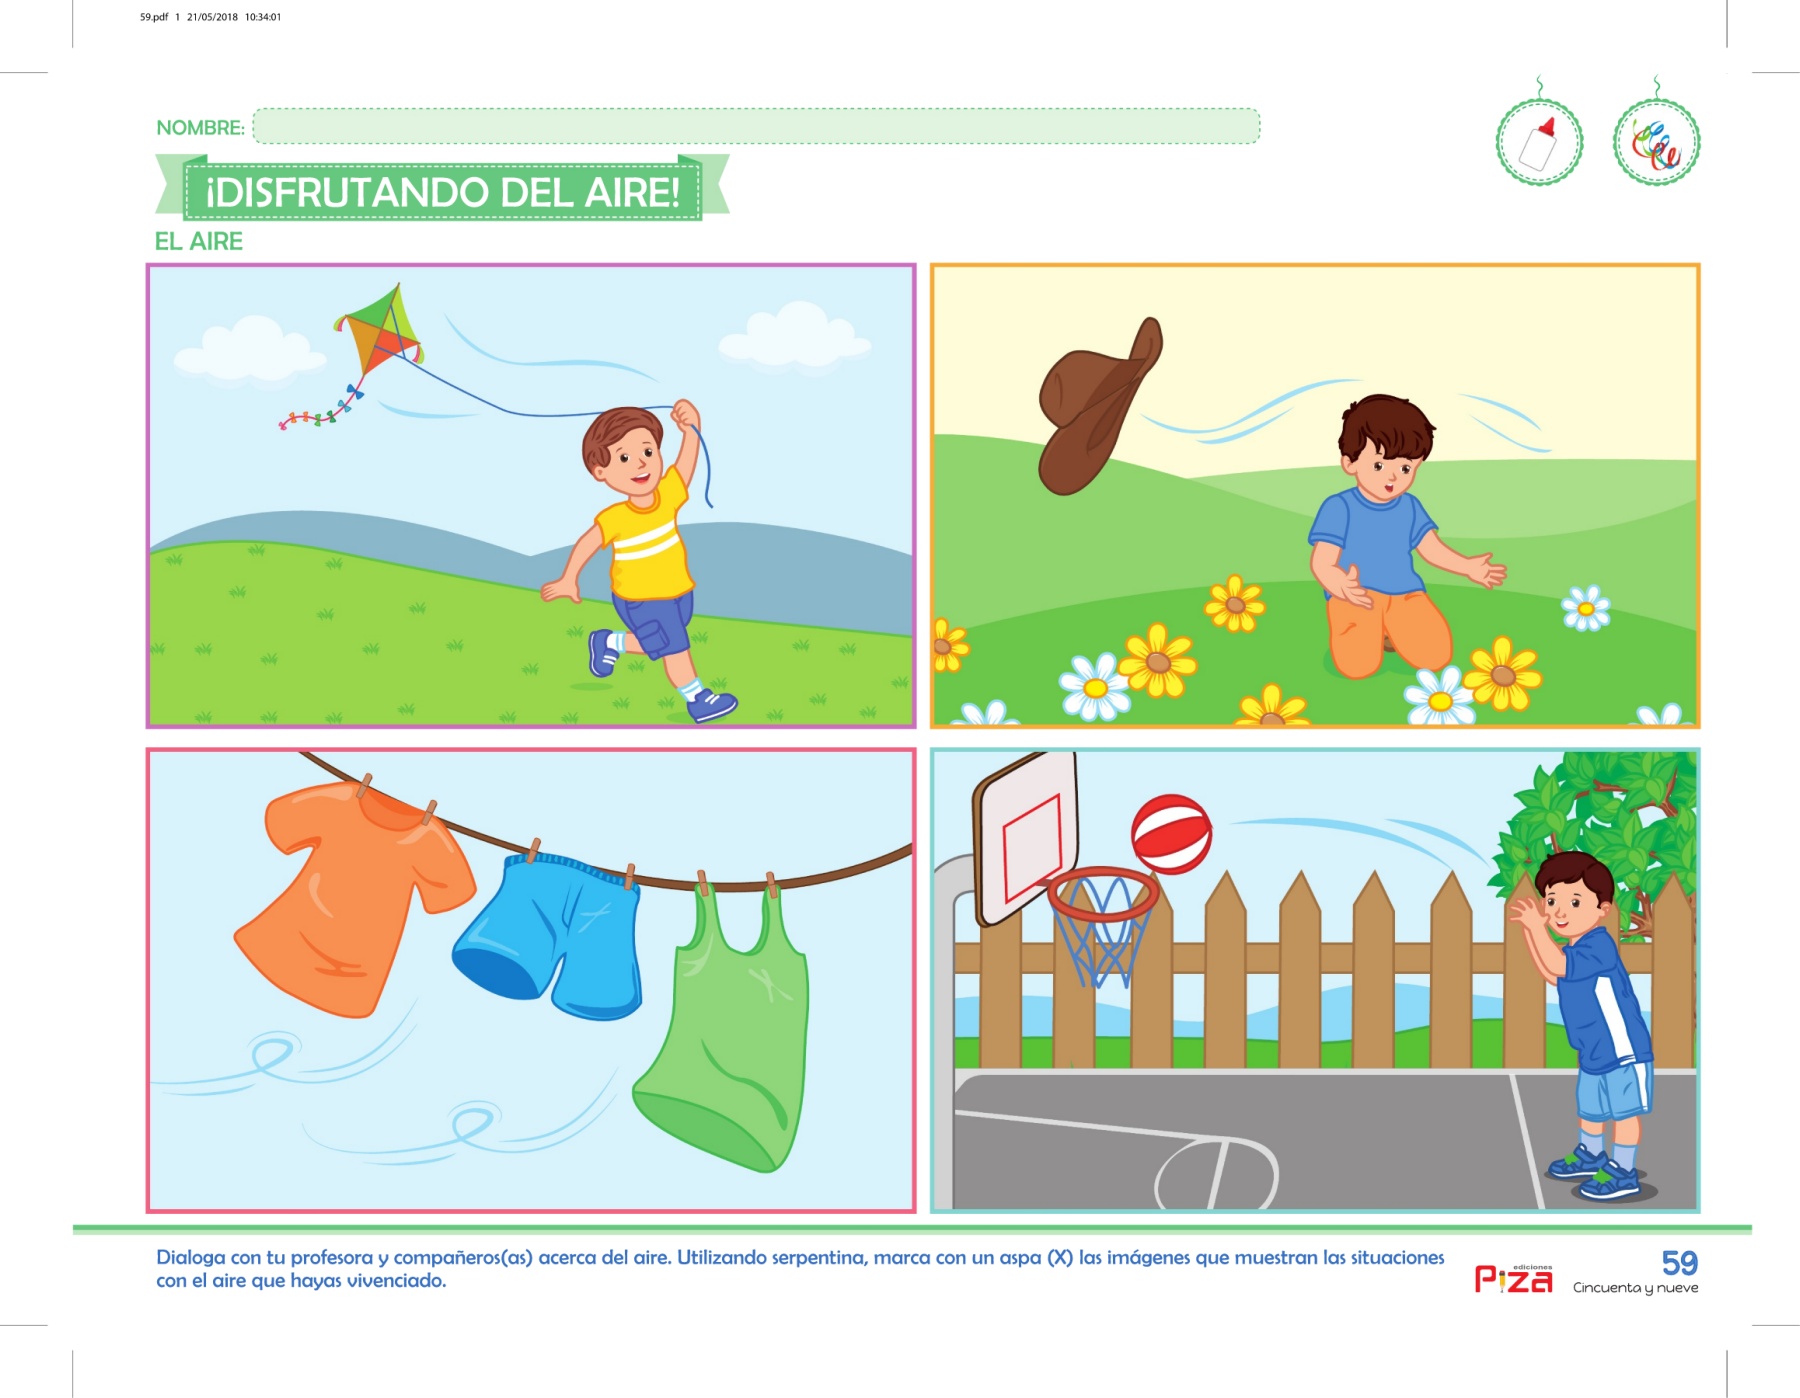 59.pdf 1 21/05/2018 10:34:01
NOMBRE:
¡DISFRUTANDO DEL AIRE!
EL AIRE
Dialoga con tu profesora y compañeros(as) acerca del aire. Utilizando serpentina, marca con un aspa (X) las imágenes que muestran las situaciones
con el aire que hayas vivenciado.
ediciones
Piza
59
Cincuenta y nueve